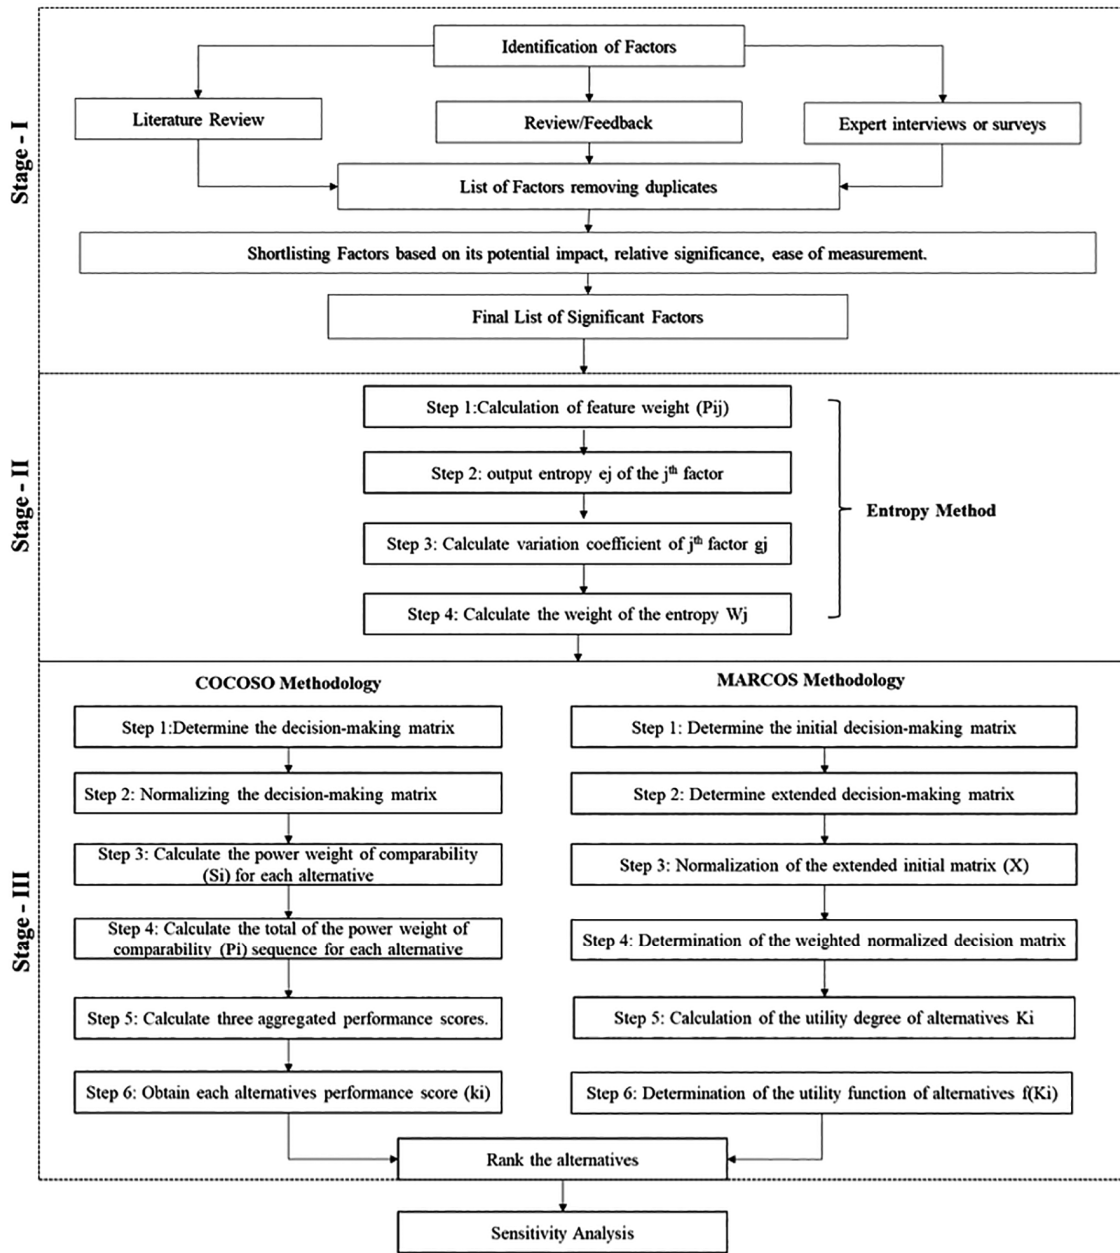 Stage - I
Identification of Factors
Literature Review
Review/Feedback
Expert interviews or surveys
List of Factors removing duplicates
Shortlisting Factors based on its potential impact, relative significance, ease of measurement.
Final List of Significant Factors
Stage - II
Step 1:Calculation of feature weight (Pij)
Step 2: output entropy ej of the jth factor
Step 3: Calculate variation coefficient of jth factor gj
Step 4: Calculate the weight of the entropy Wj
Entropy Method
Stage - III
COCOSO Methodology
Step 1:Determine the decision-making matrix
Step 2: Normalizing the decision-making matrix
Step 3: Calculate the power weight of comparability
(Si) for each alternative
Step 4: Calculate the total of the power weight of
comparability (Pi) sequence for each alternative
Step 5: Calculate three aggregated performance scores.
Step 6: Obtain each alternatives performance score (ki)
MARCOS Methodology
Step 1: Determine the initial decision-making matrix
Step 2: Determine extended decision-making matrix
Step 3: Normalization of the extended initial matrix (X)
Step 4: Determination of the weighted normalized decision matrix
Step 5: Calculation of the utility degree of alternatives Ki
Step 6: Determination of the utility function of alternatives f(Ki)
Rank the alternatives
Sensitivity Analysis